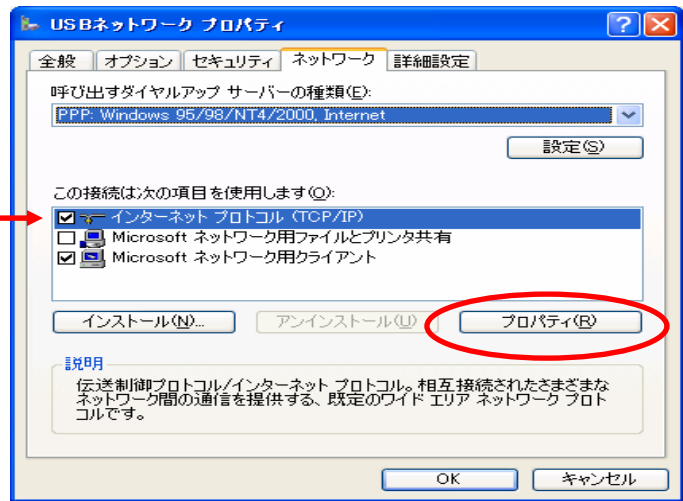 USBネットワーク プロパティ
全般 オプション セキュリティ ネットワーク 詳細設定
呼び出すダイヤルアップ サーバーの種類(E):
PPP: Windows 95/98/NT4/2000, Internet
設定(S)
この接続は次の項目を使用します(O):
インターネット プロトコル (TCP/IP)
Microsoft ネットワーク用ファイルとプリンタ共有
Microsoft ネットワーク用クライアント
インストール(N)... アンインストール(U) プロパティ(R)
説明
伝送制御プロトコル/インターネット プロトコル。相互接続されたさまざまな
ネットワーク間の通信を提供する、既定のワイド エリア ネットワーク プロト
コルです。
OK キャンセル